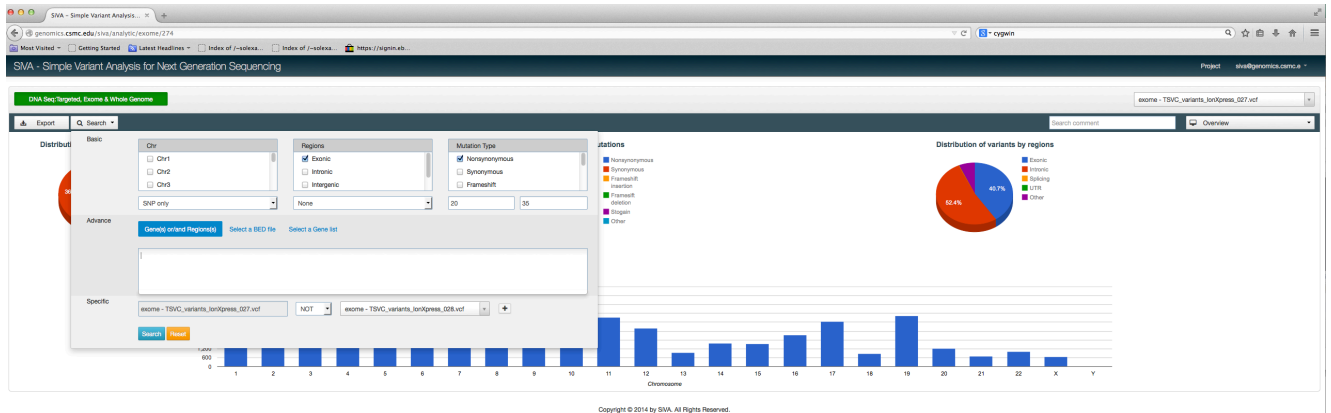 SIVA - Simple Variant Analysis...
genomics.csmc.edu/siva/analytic/exome/274
cygwin
Most Visited
Getting Started
Latest Headlines
Index of /~solexa...
Index of /~solexa...
https://signin.eb...
SIVA - Simple Variant Analysis for Next Generation Sequencing
Project
siva@genomics.csmc.e
DNA Seq:Targeted, Exome & Whole Genome
exome - TSVC_variants_IonXpress_027.vcf
Export
Search
Search comment
Overview
Basic
Chr
Chr1
Chr2
Chr3
Regions
Exonic
Intronic
Intergenic
Mutation Type
Nonsynonymous
Synonymous
Frameshift
SNP only
None
20
35
Advance
Gene(s) or/and Regions(s)
Select a BED file
Select a Gene list
Specific
exome - TSVC_variants_IonXpress_027.vcf
NOT
exome - TSVC_variants_IonXpress_028.vcf
+
Search
Reset
Nonsynonymous
Synonymous
Frameshift
insertion
Framesift
deletion
Stogain
Other
Distribution of variants by regions
40.7%
52.4%
Exonic
Intronic
Splicing
UTR
Other
1,200
600
0
1 2 3 4 5 6 7 8 9 10 11 12 13 14 15 16 17 18 19 20 21 22 X Y
Chromosome
Copyright © 2014 by SIVA. All Rights Reserved.